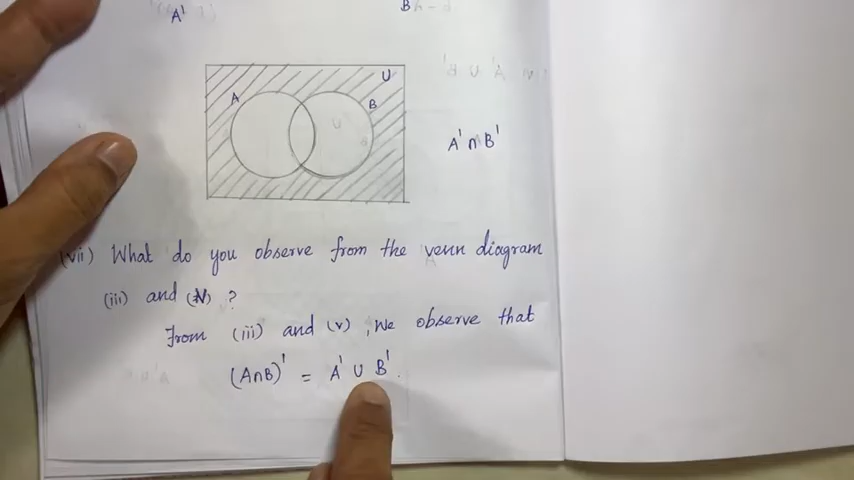 A'
U
A
B
A' ∩ B'
(vii) What do you observe from the venn diagram
(iii) and (v) ?
From (iii) and (v), We observe that
(A∩B)' = A' ∪ B'.